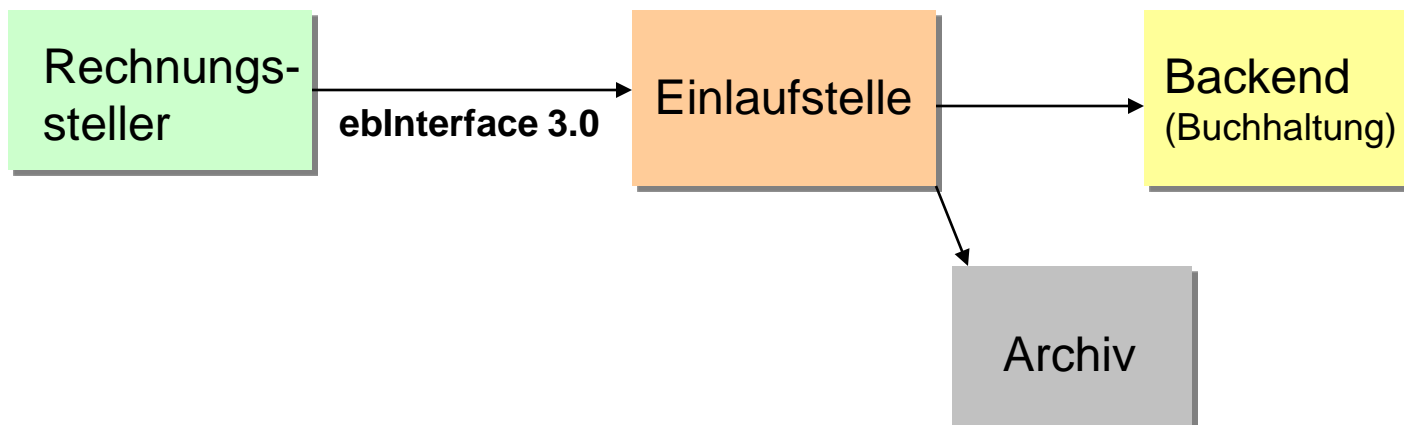 Rechnungs-
steller
ebInterface 3.0
Einlaufstelle
Backend
(Buchhaltung)
Archiv